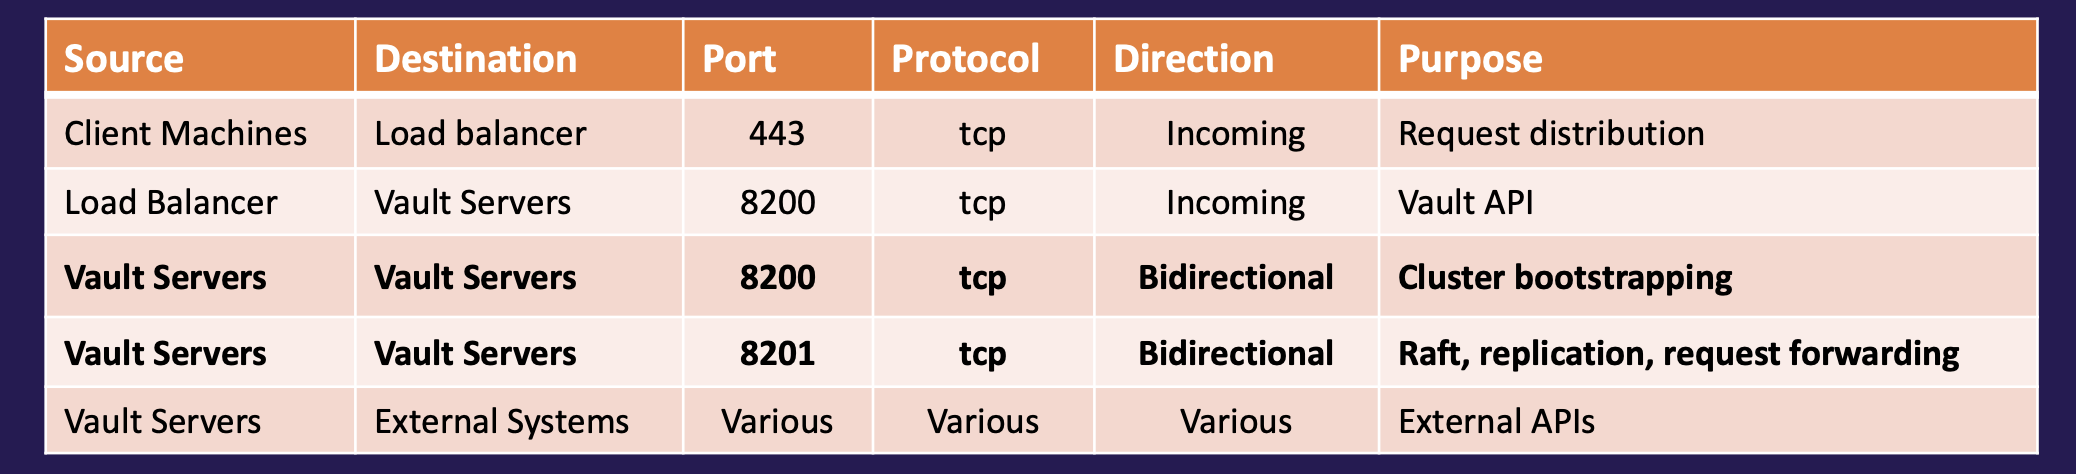 Source Destination Port Protocol Direction Purpose
Client Machines Load balancer 443 tcp Incoming Request distribution
Load Balancer Vault Servers 8200 tcp Incoming Vault API
Vault Servers Vault Servers 8200 tcp Bidirectional Cluster bootstrapping
Vault Servers Vault Servers 8201 tcp Bidirectional Raft, replication, request forwarding
Vault Servers External Systems Various Various Various External APIs